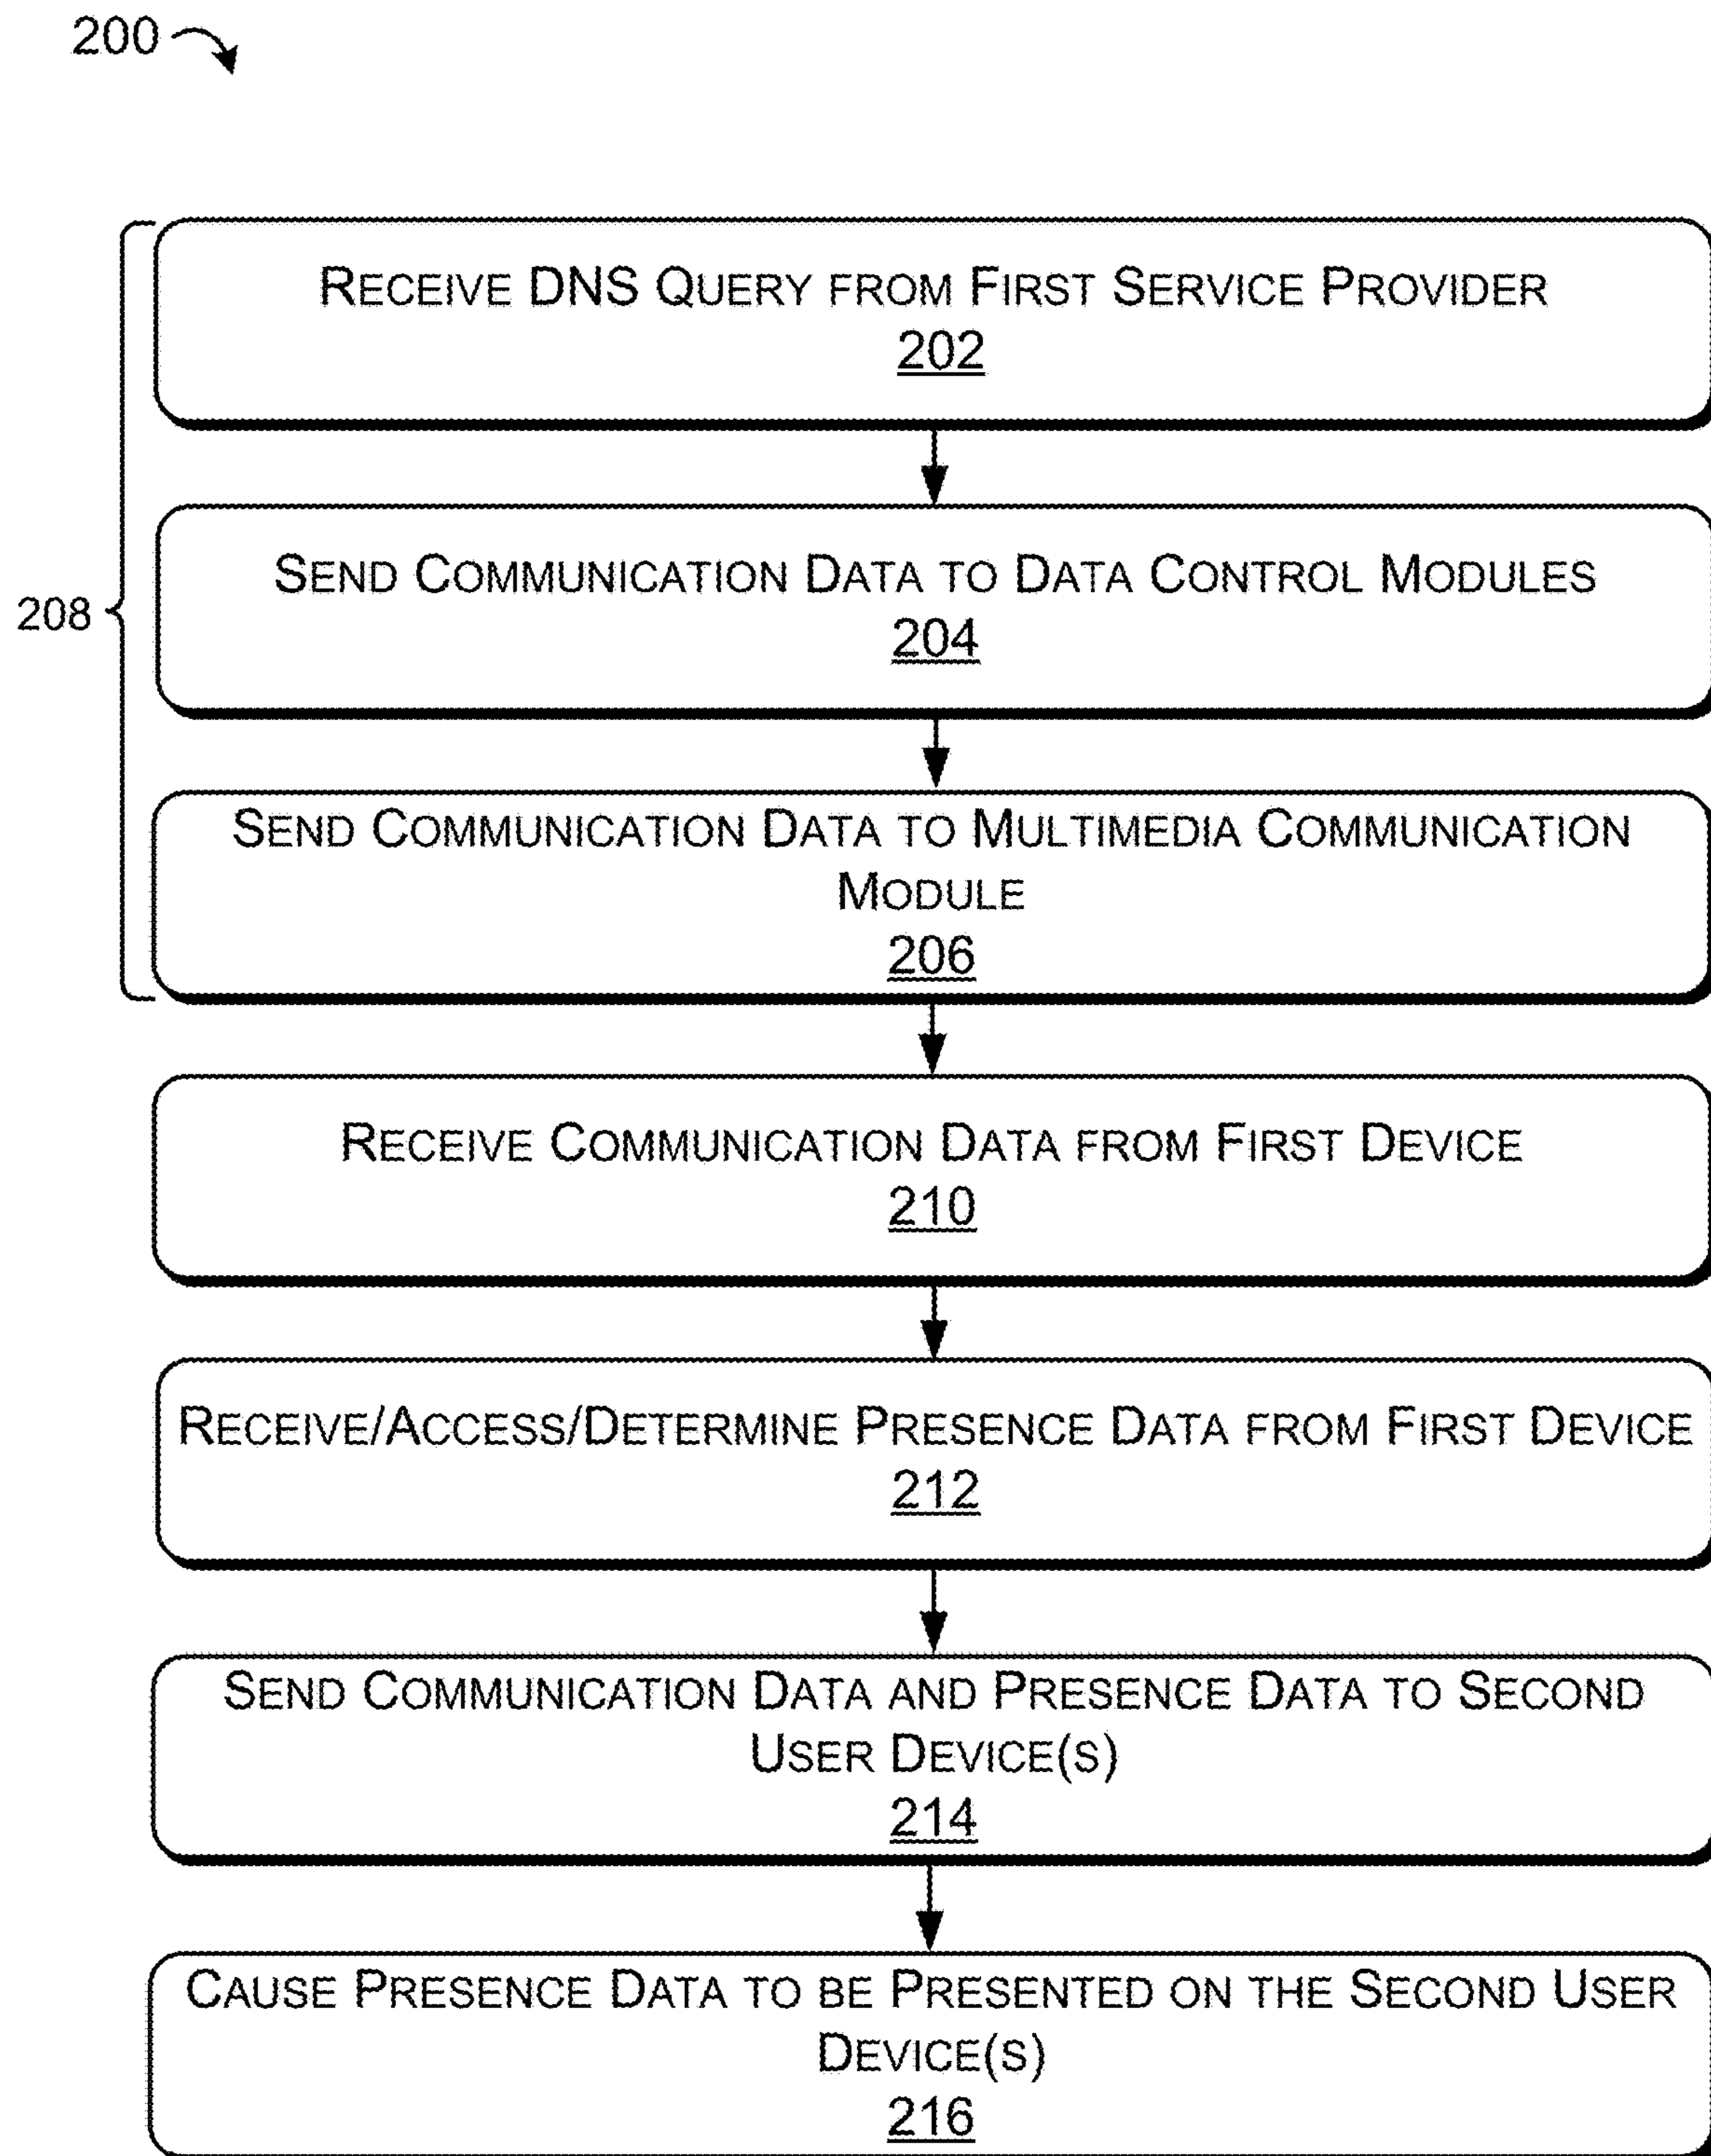 200
RECEIVE DNS QUERY FROM FIRST SERVICE PROVIDER
202
SEND COMMUNICATION DATA TO DATA CONTROL MODULES
204
208
SEND COMMUNICATION DATA TO MULTIMEDIA COMMUNICATION
MODULE
206
RECEIVE COMMUNICATION DATA FROM FIRST DEVICE
210
RECEIVE/ACCESS/DETERMINE PRESENCE DATA FROM FIRST DEVICE
212
SEND COMMUNICATION DATA AND PRESENCE DATA TO SECOND
USER DEVICE(S)
214
CAUSE PRESENCE DATA TO BE PRESENTED ON THE SECOND USER
DEVICE(S)
216